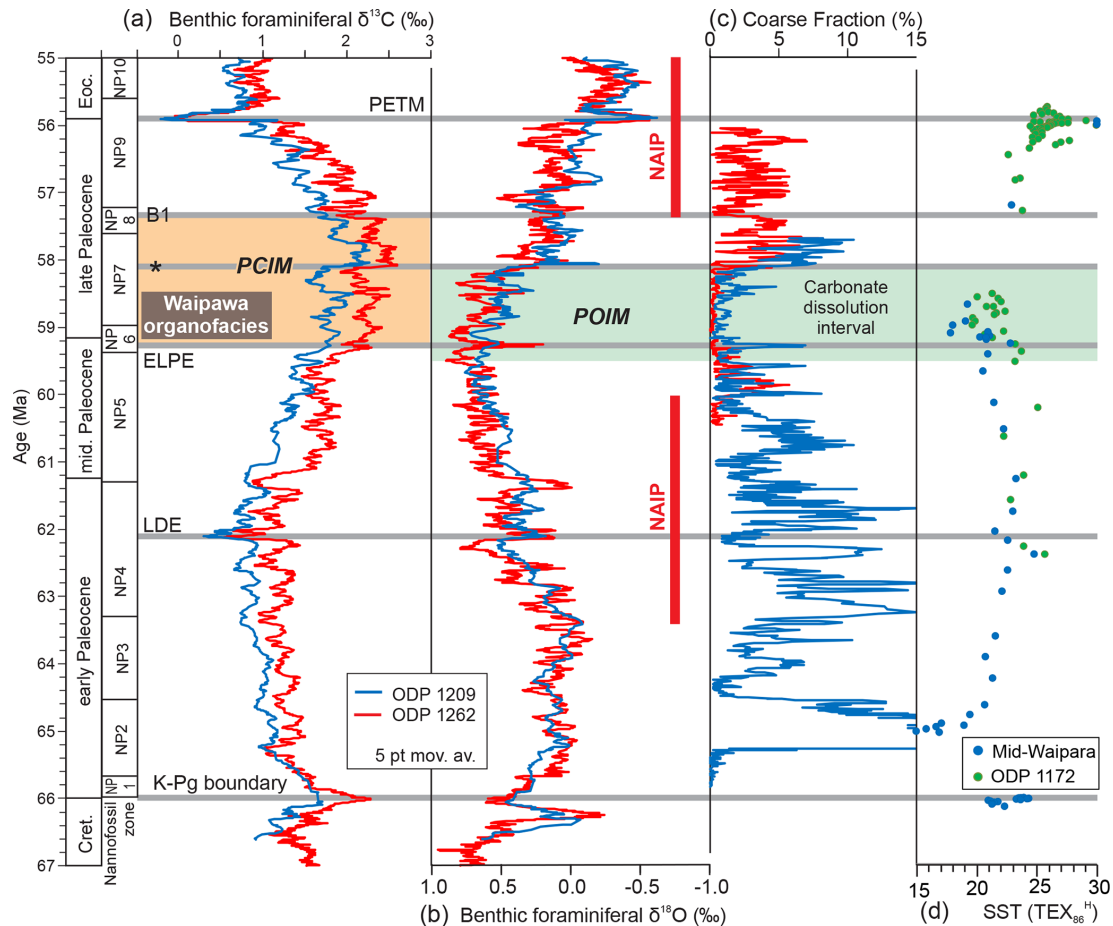 (a) Benthic foraminiferal δ13C (‰)
0 1 2 3
(c) Coarse Fraction (%)
0 5 10 15
Age (Ma)
55
56
57
58
59
60
61
62
63
64
65
66
67
Eoc.
late Paleocene
mid. Paleocene
early Paleocene
Cret.
NP10
NP9
NP
8
NP7
NP
6
NP5
NP4
NP3
NP2
NP
1
Nannofossil
zone
PETM
B1
*
PCIM
Waipawa
organofacies
ELPE
LDE
K-Pg boundary
NAIP
POIM
NAIP
Carbonate
dissolution
interval
ODP 1209
ODP 1262
5 pt mov. av.
Mid-Waipara
ODP 1172
1.0 0.5 0.0 -0.5 -1.0
(b) Benthic foraminiferal δ18O (‰)
15 20 25 30
(d) SST (TEX86H)